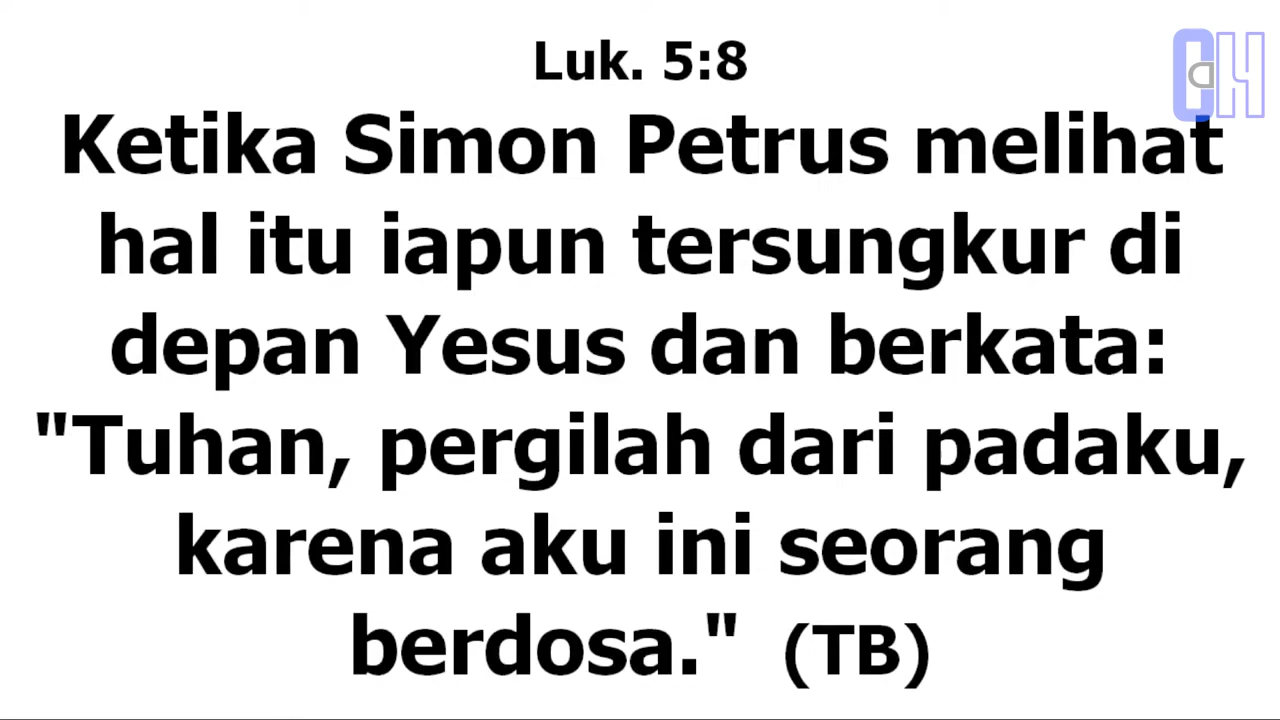 Luk. 5:8
Ketika Simon Petrus melihat
hal itu iapun tersungkur di
depan Yesus dan berkata:
"Tuhan, pergilah dari padaku,
karena aku ini seorang
berdosa." (TB)